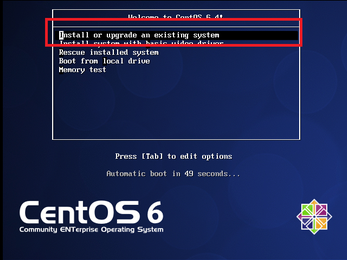 Welcome to CentOS 6.4!
Install or upgrade an existing system
Install system with basic video driver
Rescue installed system
Boot from local drive
Memory test
Press [Tab] to edit options
Automatic boot in 49 seconds...
CentOS 6
Community ENTerprise Operating System